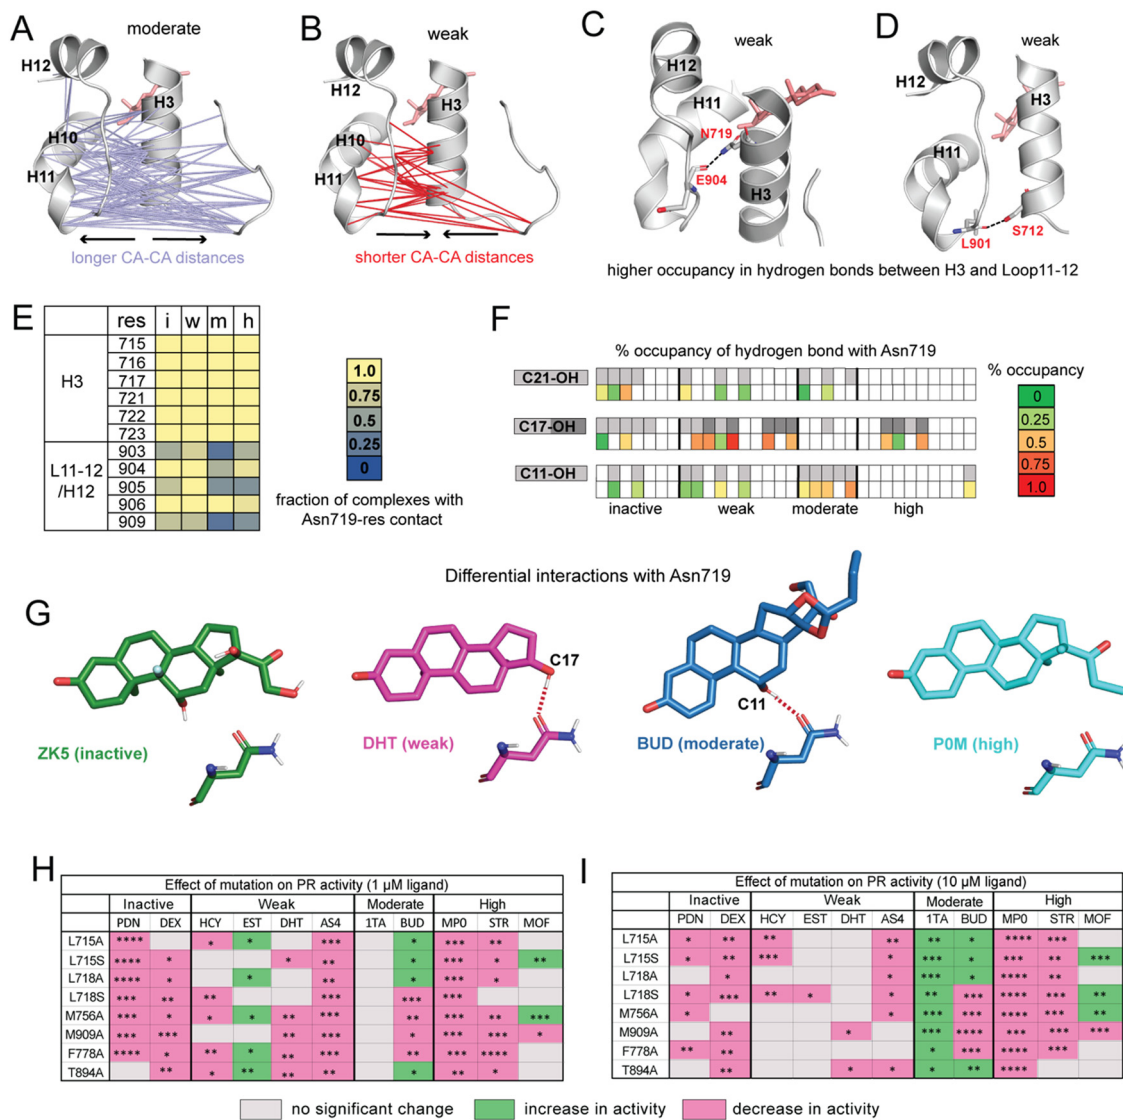 A
moderate
H12
H3
H10
H11
longer CA-CA distances
B
weak
H12
H3
H10
H11
shorter CA-CA distances
C
weak
H12
H11
N719
E904
H3
D
weak
H12
H3
H11
L901
S712
higher occupancy in hydrogen bonds between H3 and Loop11-12
E
res i w m h
H3
715
716
717
721
722
723
L11-12
/H12
903
904
905
906
909
1.0
0.75
0.5
0.25
0
fraction of complexes with
Asn719-res contact
F
% occupancy of hydrogen bond with Asn719
C21-OH
C17-OH
C11-OH
inactive weak moderate high
% occupancy
0
0.25
0.5
0.75
1.0
Differential interactions with Asn719
G
ZK5 (inactive)
C17
DHT (weak)
C11
BUD (moderate)
P0M (high)
H
Effect of mutation on PR activity (1 µM ligand)
Inactive Weak Moderate High
PDN DEX HCY EST DHT AS4 1TA BUD MP0 STR MOF
L715A **** * * *** * *** **
L715S **** * * ** * *** * **
L718A **** * * ** * *** *
L718S *** ** ** *** *** ***
M756A *** * * * ** *** ** *** ** ***
M909A *** *** ** *** ** *** *** *
F778A **** * ** * ** *** ** *** ****
T894A ** * ** ** ** * ** *
I
Effect of mutation on PR activity (10 µM ligand)
Inactive Weak Moderate High
PDN DEX HCY EST DHT AS4 1TA BUD MP0 STR MOF
L715A * ** ** ** ** * **** ***
L715S * ** *** * *** * *** ** ***
L718A * * *** * **** **
L718S * *** ** * * ** *** **** *** **
M756A * * *** ** **** *** **
M909A ** * *** **** **** *** ***
F778A ** ** * *** **** ***
T894A ** * * * ** ****
no significant change
increase in activity
decrease in activity